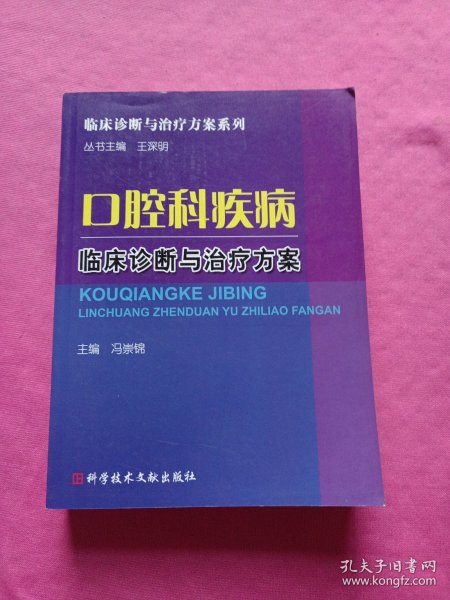 临床诊断与治疗方案系列
丛书主编 王深明
口腔科疾病
临床诊断与治疗方案
KOUQIANGKE JIBING
LINCHUANG ZHENDUAN YU ZHILIAO FANGAN
主编 冯崇锦
科学技术文献出版社
孔夫子旧书网
www.kongfz.com